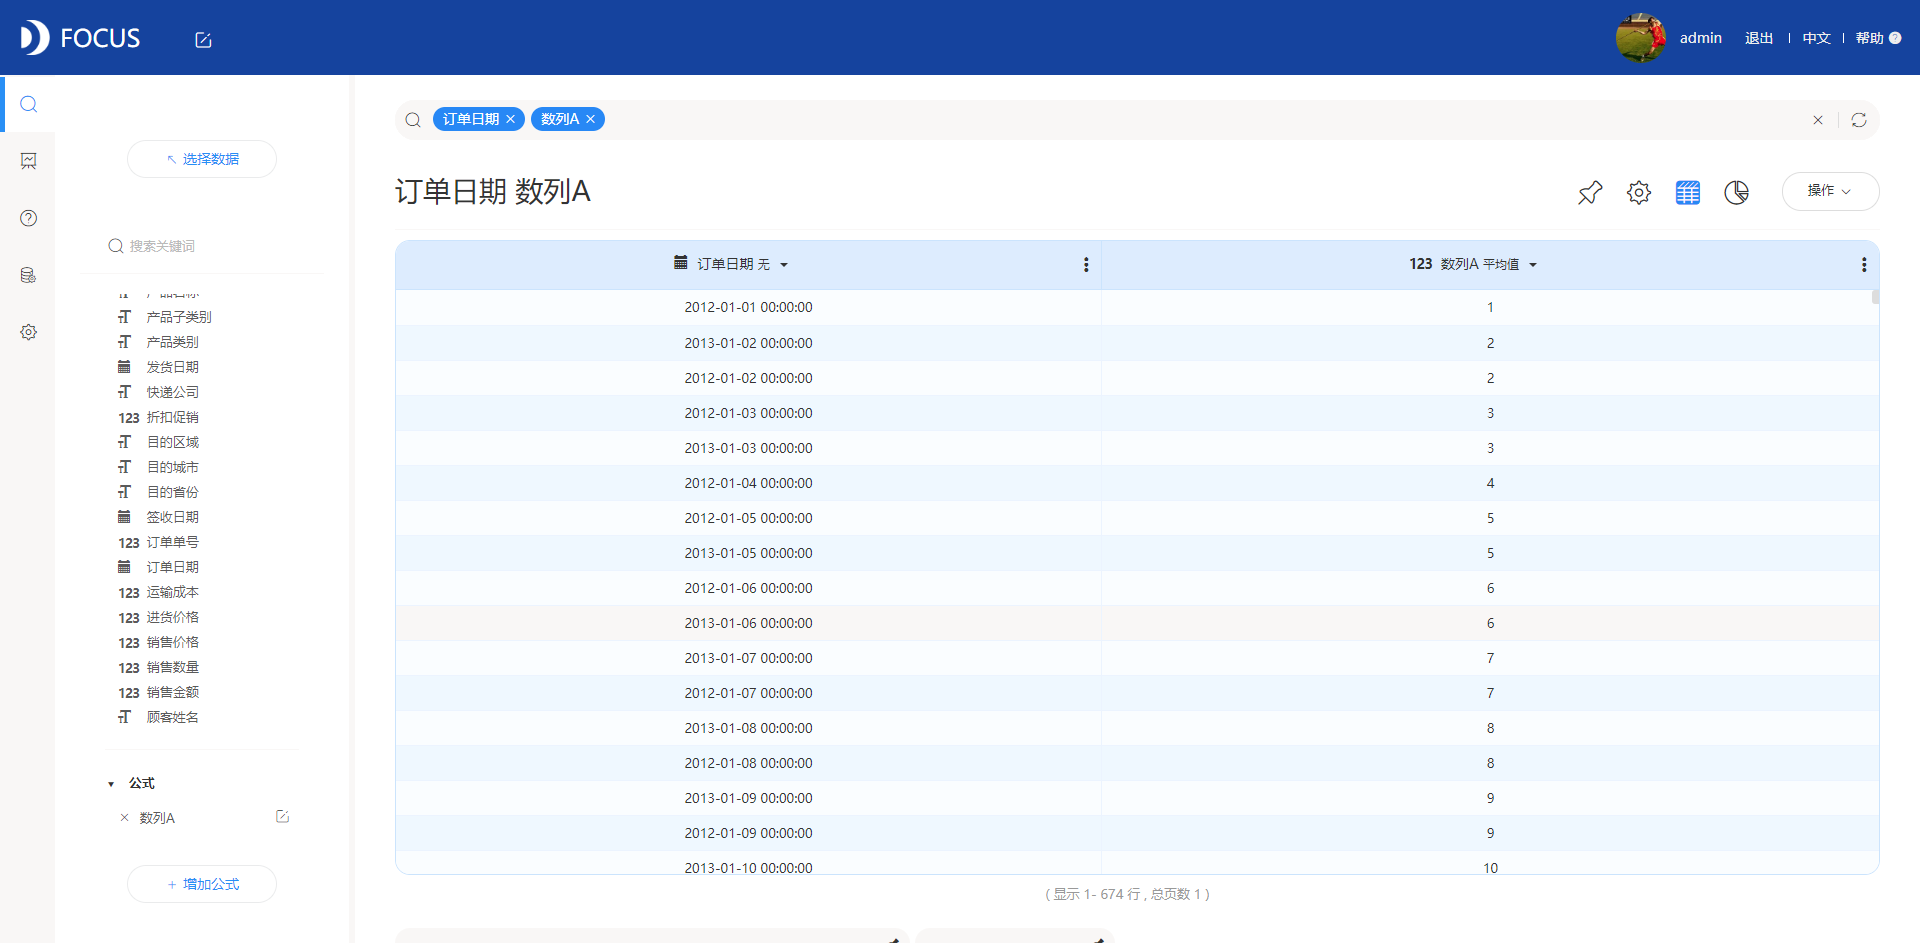 FOCUS
admin 退出 中文 帮助
订单日期 × 数列A ×
选择数据
搜索关键词
产品名称
产品子类别
产品类别
发货日期
快递公司
123 折扣促销
目的区域
目的城市
目的省份
签收日期
123 订单单号
订单日期
123 运输成本
123 进货价格
123 销售价格
123 销售数量
123 销售金额
顾客姓名
公式
× 数列A
+ 增加公式
订单日期 数列A
操作
订单日期 无 123 数列A 平均值
2012-01-01 00:00:00 1
2013-01-02 00:00:00 2
2012-01-02 00:00:00 2
2012-01-03 00:00:00 3
2013-01-03 00:00:00 3
2012-01-04 00:00:00 4
2012-01-05 00:00:00 5
2013-01-05 00:00:00 5
2012-01-06 00:00:00 6
2013-01-06 00:00:00 6
2013-01-07 00:00:00 7
2012-01-07 00:00:00 7
2013-01-08 00:00:00 8
2012-01-08 00:00:00 8
2013-01-09 00:00:00 9
2012-01-09 00:00:00 9
2013-01-10 00:00:00 10
( 显示 1- 674 行 , 总页数 1 )